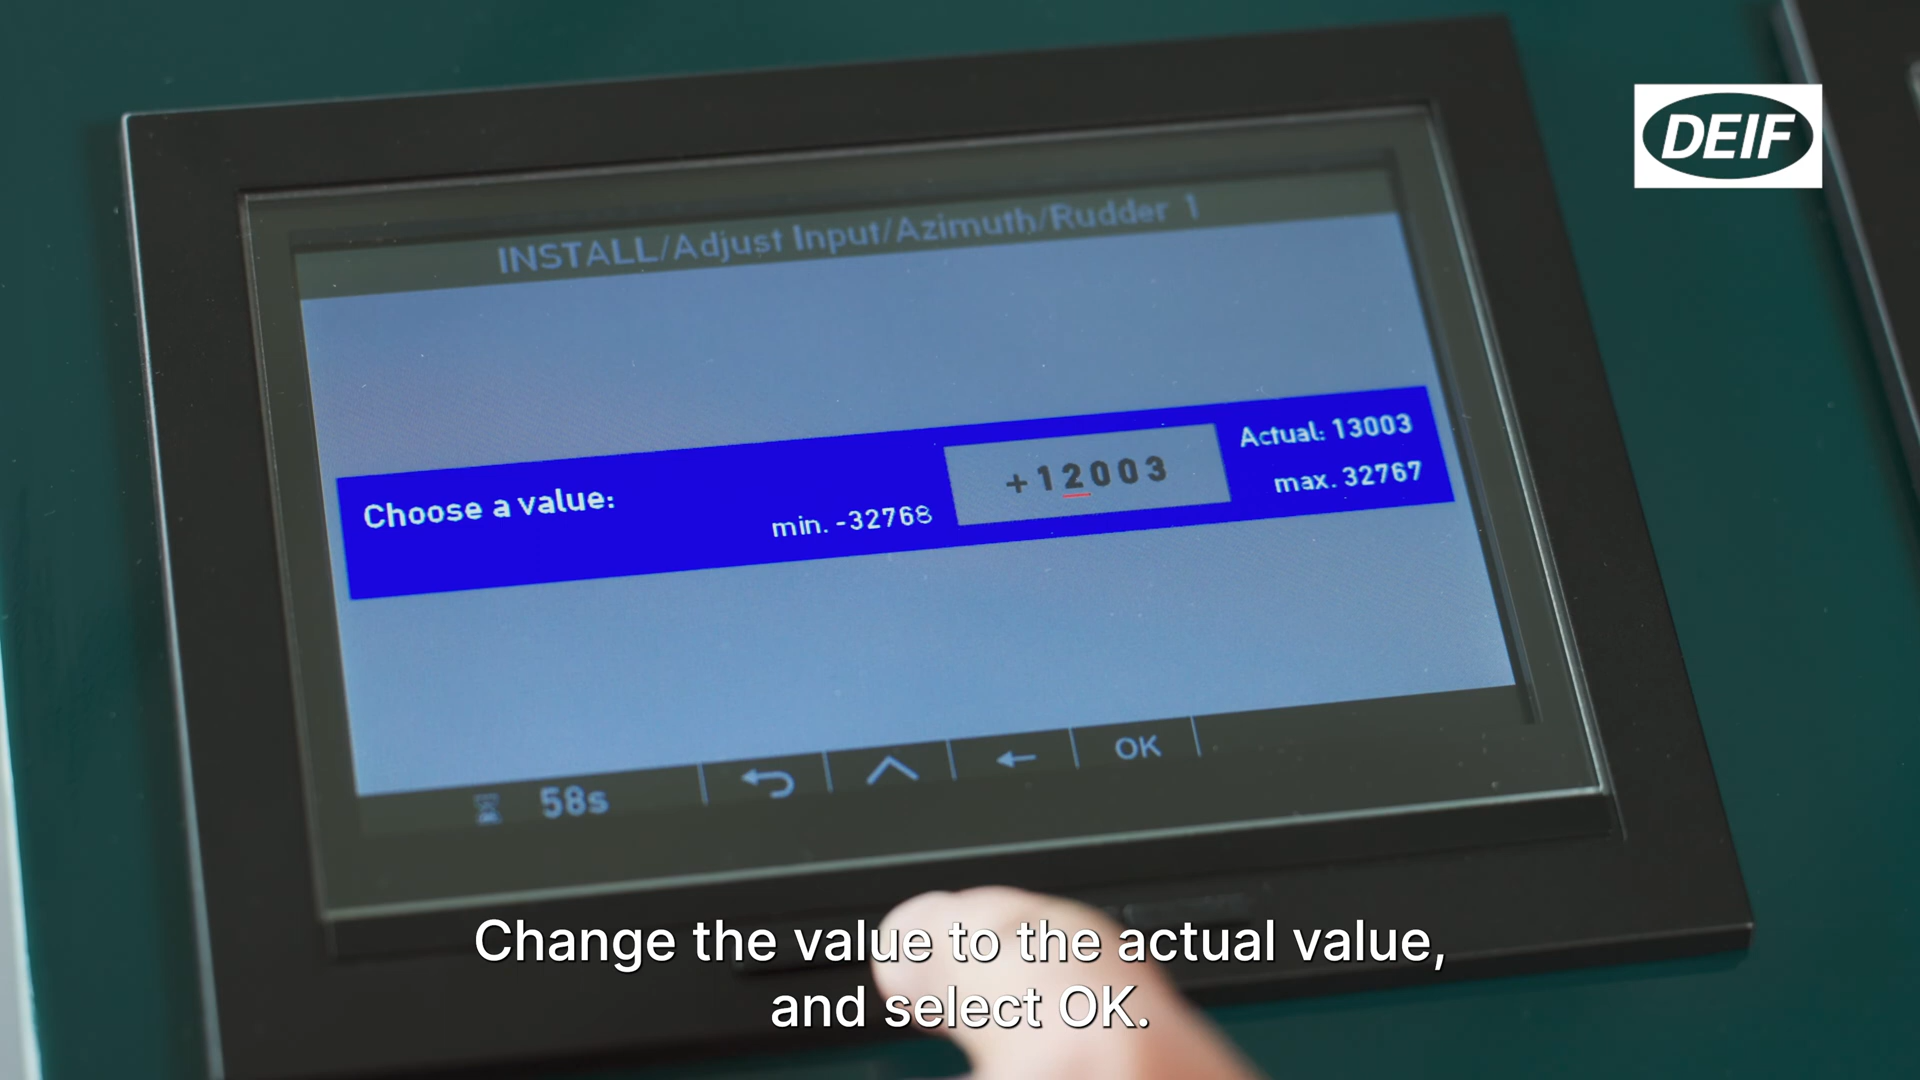 DEIF
INSTALL/Adjust Input/Azimuth/Rudder 1
Choose a value:
min. -32768
+12003
Actual: 13003
max. 32767
58s
OK
Change the value to the actual value,
and select OK.